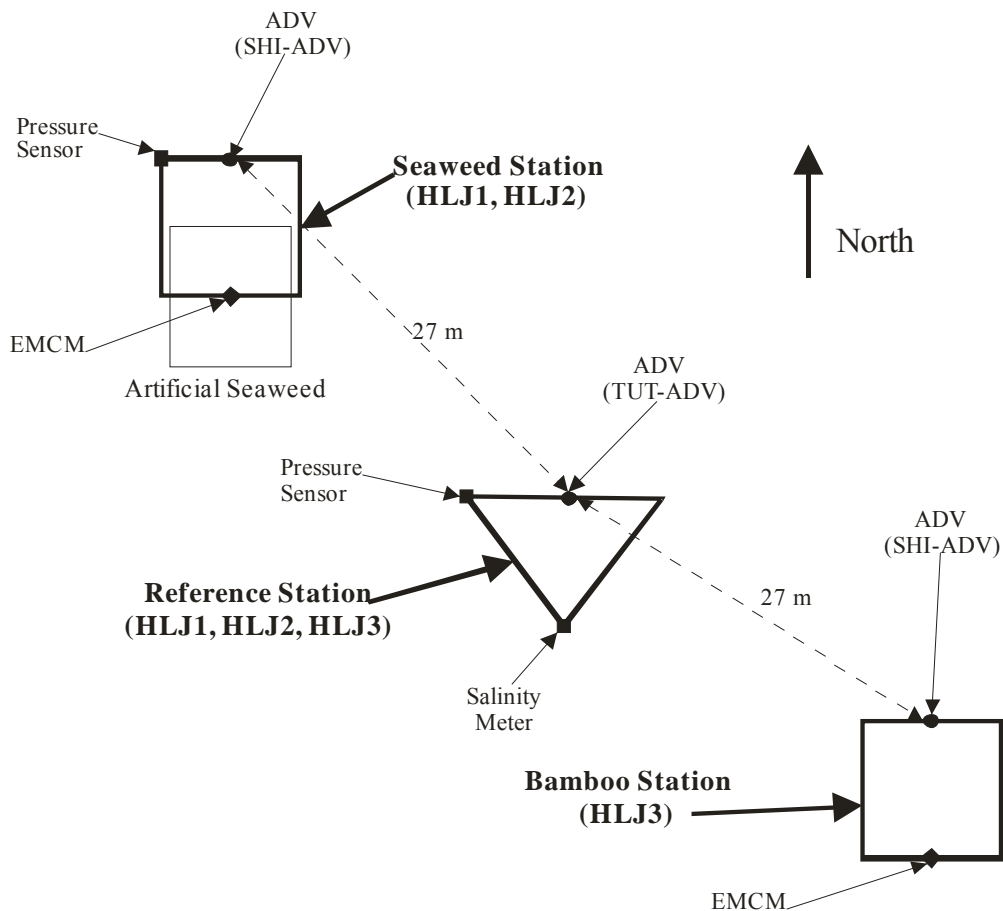 ADV
(SHI-ADV)
Pressure
Sensor
Seaweed Station
(HLJ1, HLJ2)
North
EMCM
27 m
Artificial Seaweed
ADV
(TUT-ADV)
Pressure
Sensor
ADV
(SHI-ADV)
Reference Station
(HLJ1, HLJ2, HLJ3)
27 m
Salinity
Meter
Bamboo Station
(HLJ3)
EMCM